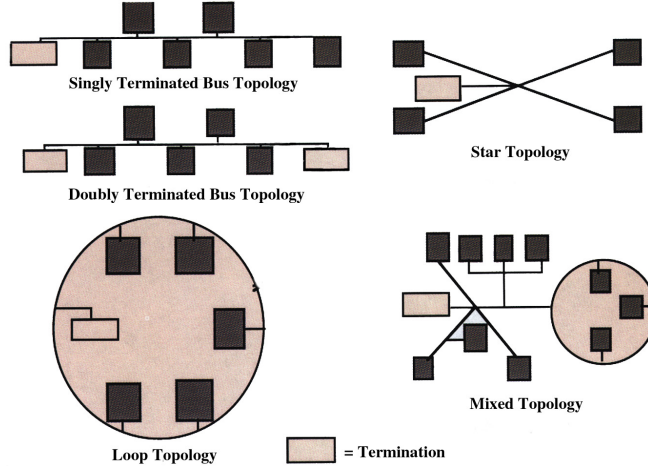 Singly Terminated Bus Topology
Doubly Terminated Bus Topology
Star Topology
Loop Topology
Mixed Topology
= Termination